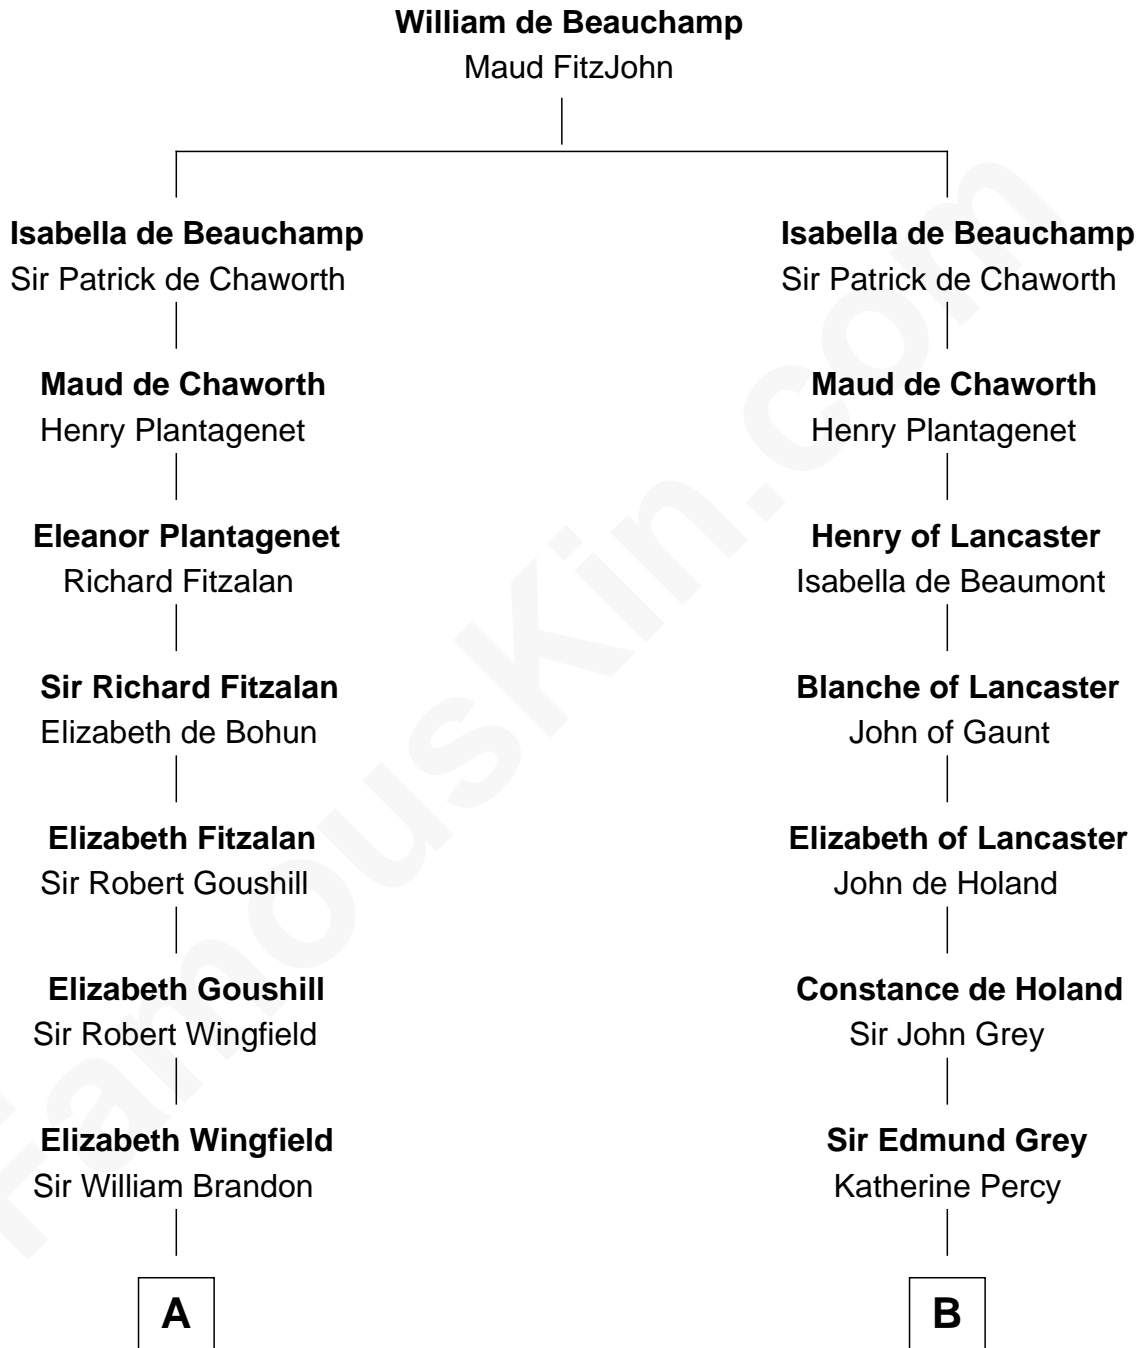 William de Beauchamp
Maud FitzJohn
Isabella de Beauchamp
Sir Patrick de Chaworth
Maud de Chaworth
Henry Plantagenet
Eleanor Plantagenet
Richard Fitzalan
Sir Richard Fitzalan
Elizabeth de Bohun
Elizabeth Fitzalan
Sir Robert Goushill
Elizabeth Goushill
Sir Robert Wingfield
Elizabeth Wingfield
Sir William Brandon
A
Isabella de Beauchamp
Sir Patrick de Chaworth
Maud de Chaworth
Henry Plantagenet
Henry of Lancaster
Isabella de Beaumont
Blanche of Lancaster
John of Gaunt
Elizabeth of Lancaster
John de Holand
Constance de Holand
Sir John Grey
Sir Edmund Grey
Katherine Percy
B
FamousKin.com